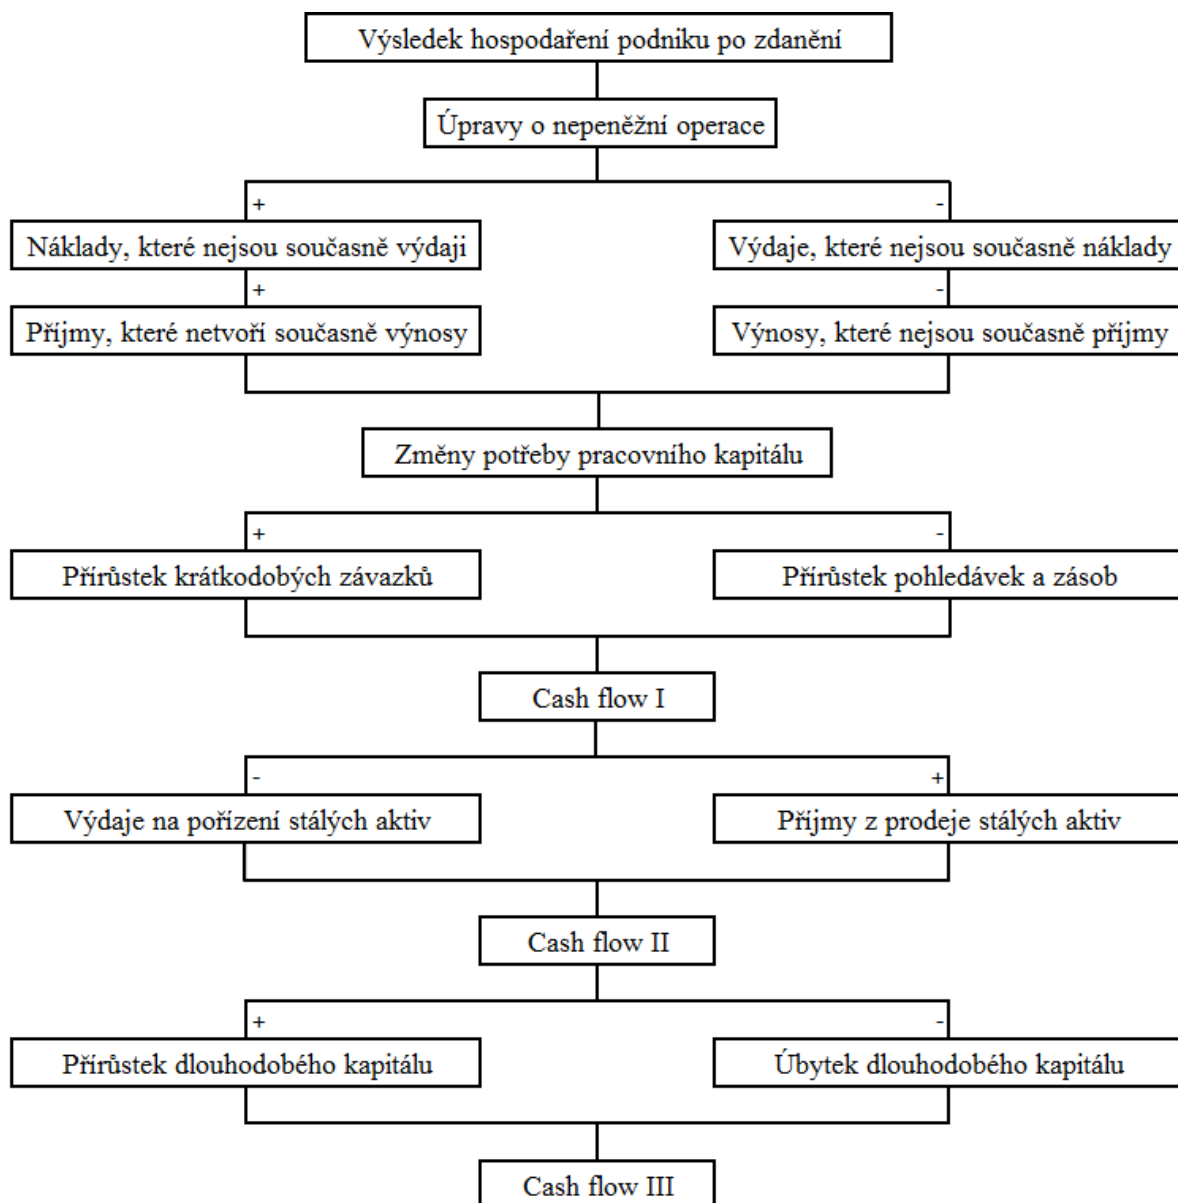 Výsledek hospodaření podniku po zdanění
Úpravy o nepeněžní operace
+ -
Náklady, které nejsou současně výdaji Výdaje, které nejsou současně náklady
+ -
Příjmy, které netvoří současně výnosy Výnosy, které nejsou současně příjmy
Změny potřeby pracovního kapitálu
+ -
Přírůstek krátkodobých závazků Přírůstek pohledávek a zásob
Cash flow I
- +
Výdaje na pořízení stálých aktiv Příjmy z prodeje stálých aktiv
Cash flow II
+ -
Přírůstek dlouhodobého kapitálu Úbytek dlouhodobého kapitálu
Cash flow III